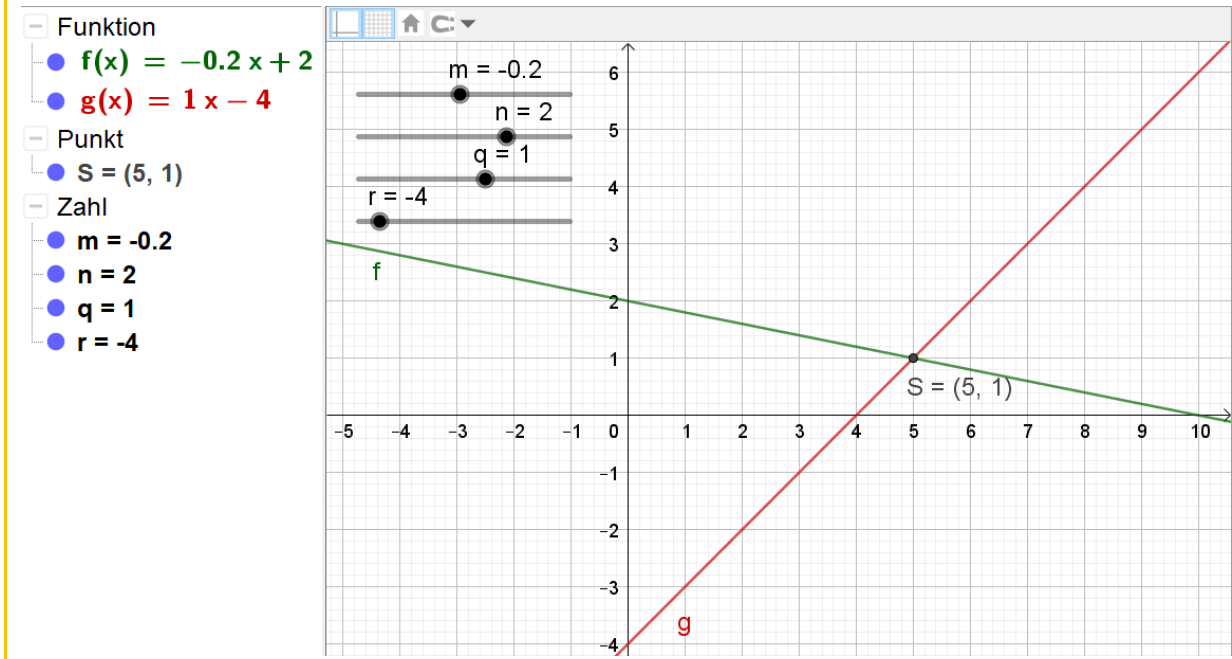 Funktion
f(x) = −0.2 x + 2
g(x) = 1 x − 4
Punkt
S = (5, 1)
Zahl
m = -0.2
n = 2
q = 1
r = -4
m = -0.2
n = 2
q = 1
r = -4
6
5
4
3
f
2
1
S = (5, 1)
−5 −4 −3 −2 −1 0 1 2 3 4 5 6 7 8 9 10
−1
−2
−3
g
−4